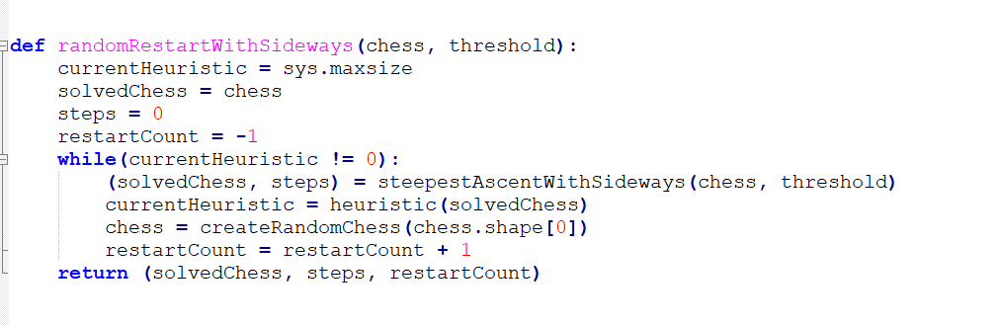 def randomRestartWithSideways(chess, threshold):
    currentHeuristic = sys.maxsize
    solvedChess = chess
    steps = 0
    restartCount = -1
    while(currentHeuristic != 0):
        (solvedChess, steps) = steepestAscentWithSideways(chess, threshold)
        currentHeuristic = heuristic(solvedChess)
        chess = createRandomChess(chess.shape[0])
        restartCount = restartCount + 1
    return (solvedChess, steps, restartCount)